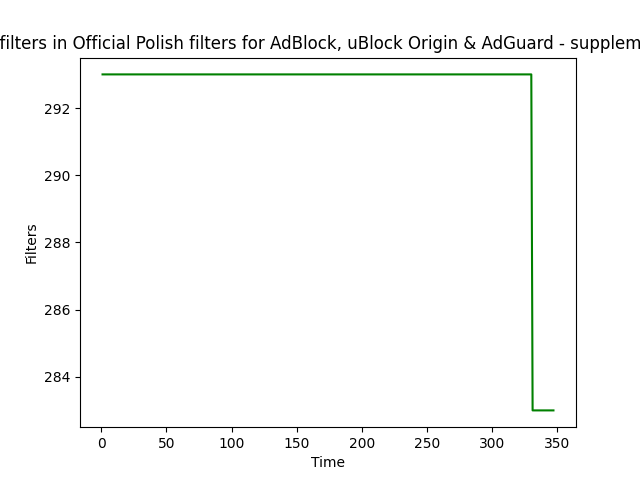 filters in Official Polish filters for AdBlock, uBlock Origin & AdGuard - supplem
292
290
288
286
284
Filters
0 50 100 150 200 250 300 350
Time